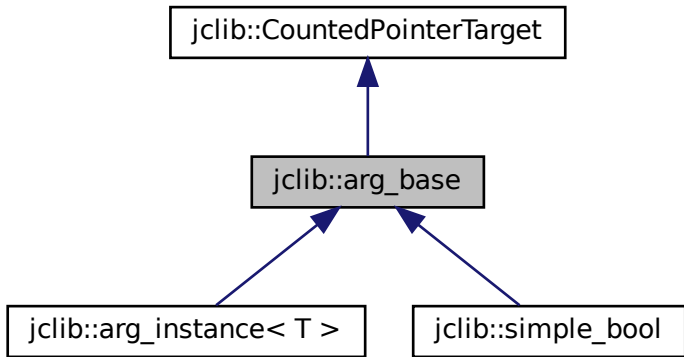 jclib::CountedPointerTarget
jclib::arg_base
jclib::arg_instance< T >
jclib::simple_bool